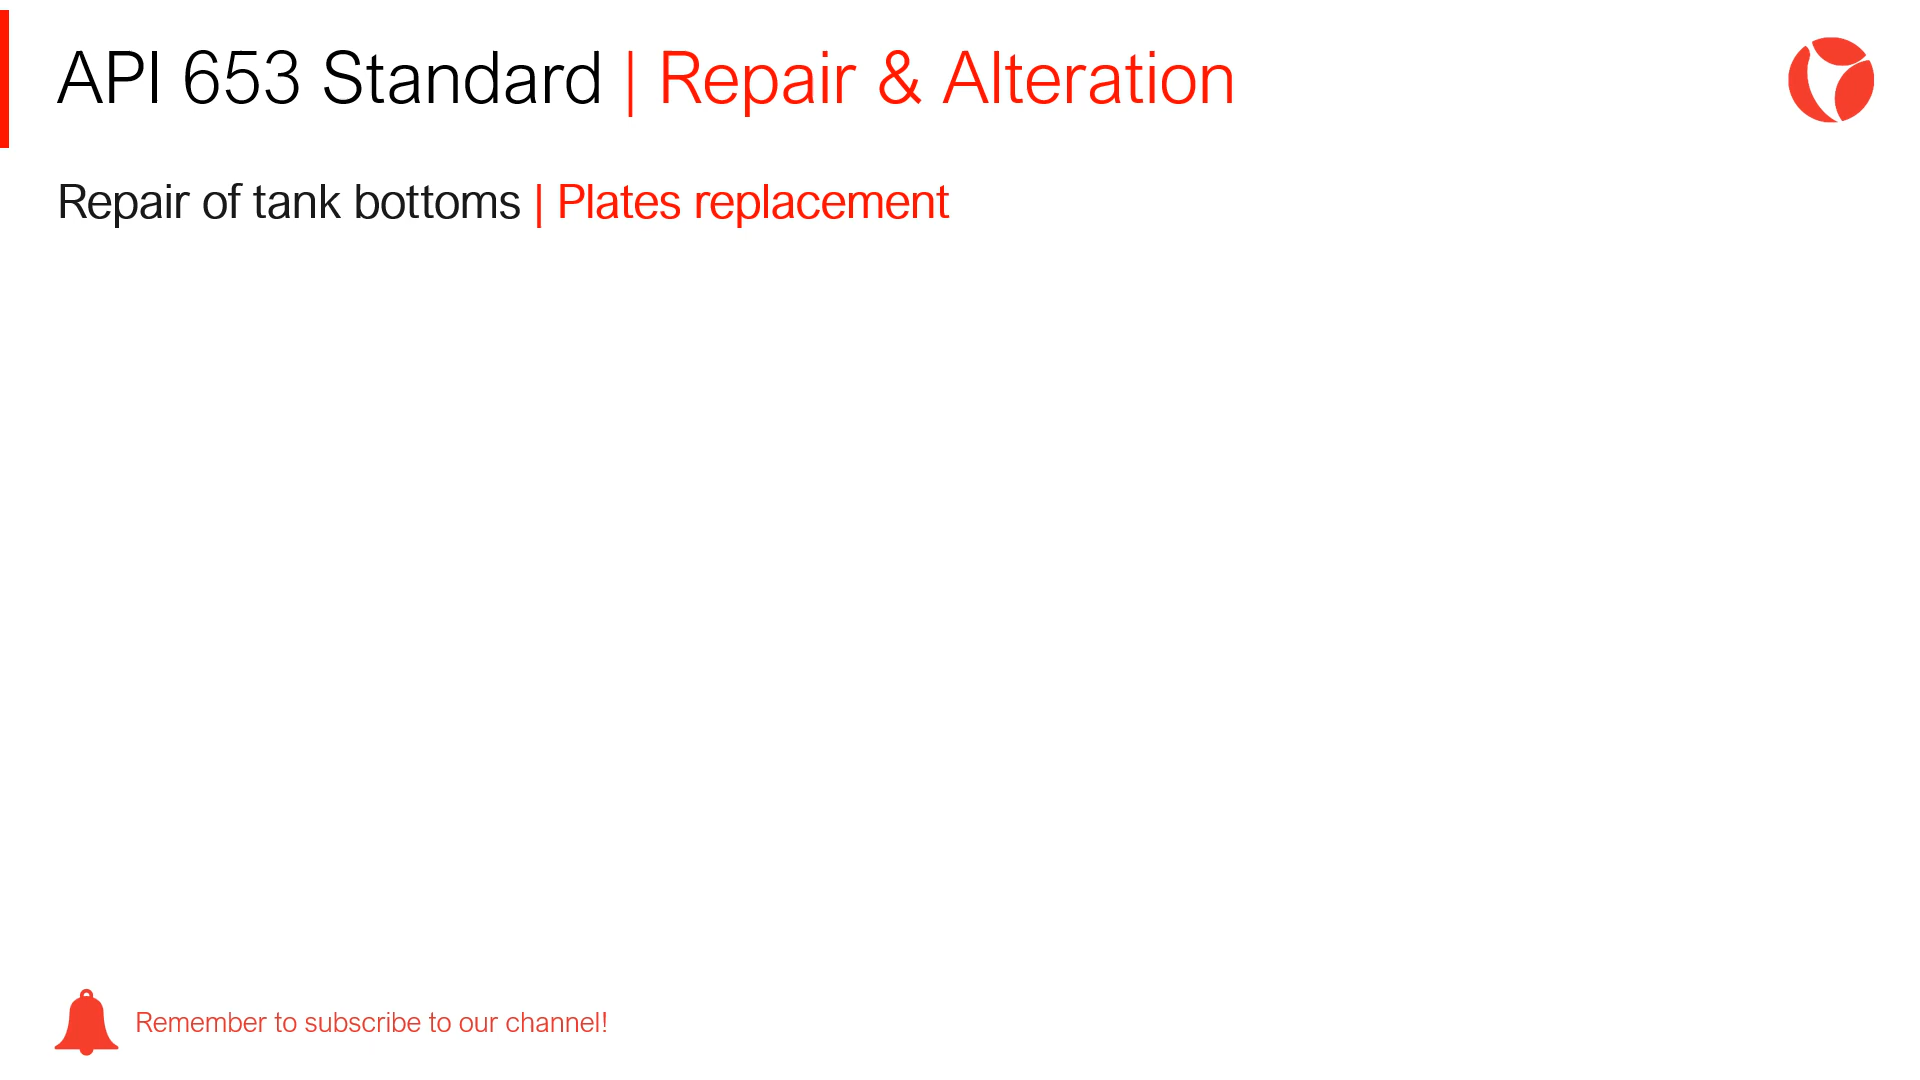 API 653 Standard | Repair & Alteration
Repair of tank bottoms | Plates replacement
Remember to subscribe to our channel!